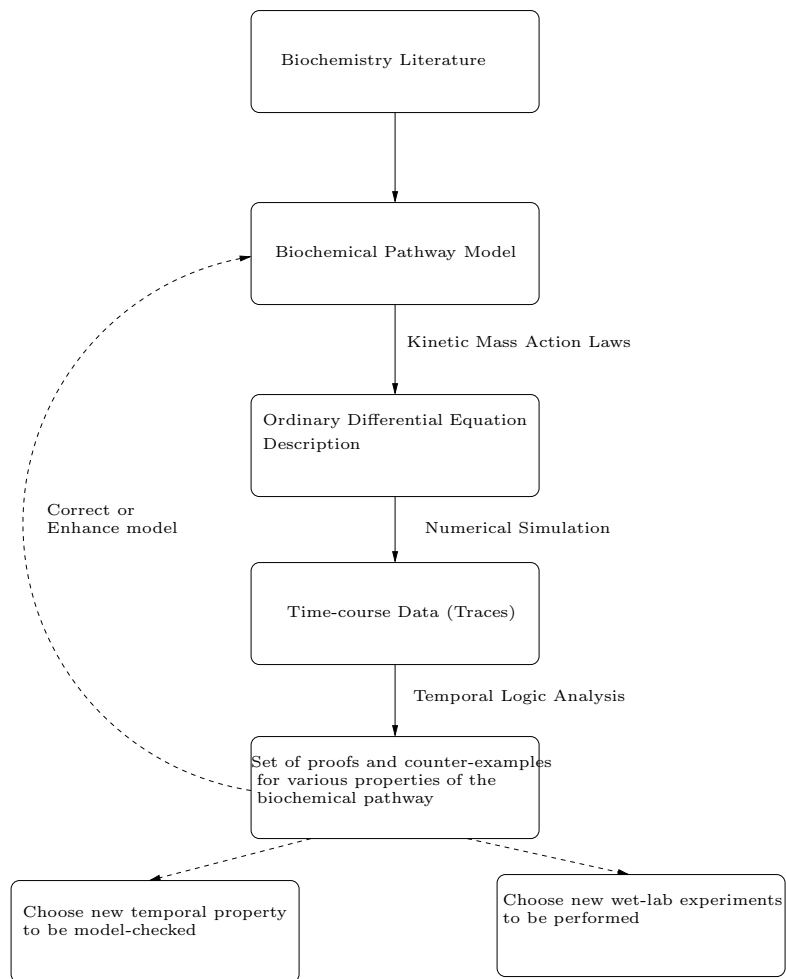 Biochemistry Literature
Biochemical Pathway Model
Kinetic Mass Action Laws
Ordinary Differential Equation
Description
Correct or
Enhance model
Numerical Simulation
Time-course Data (Traces)
Temporal Logic Analysis
Set of proofs and counter-examples
for various properties of the
biochemical pathway
Choose new temporal property
to be model-checked
Choose new wet-lab experiments
to be performed